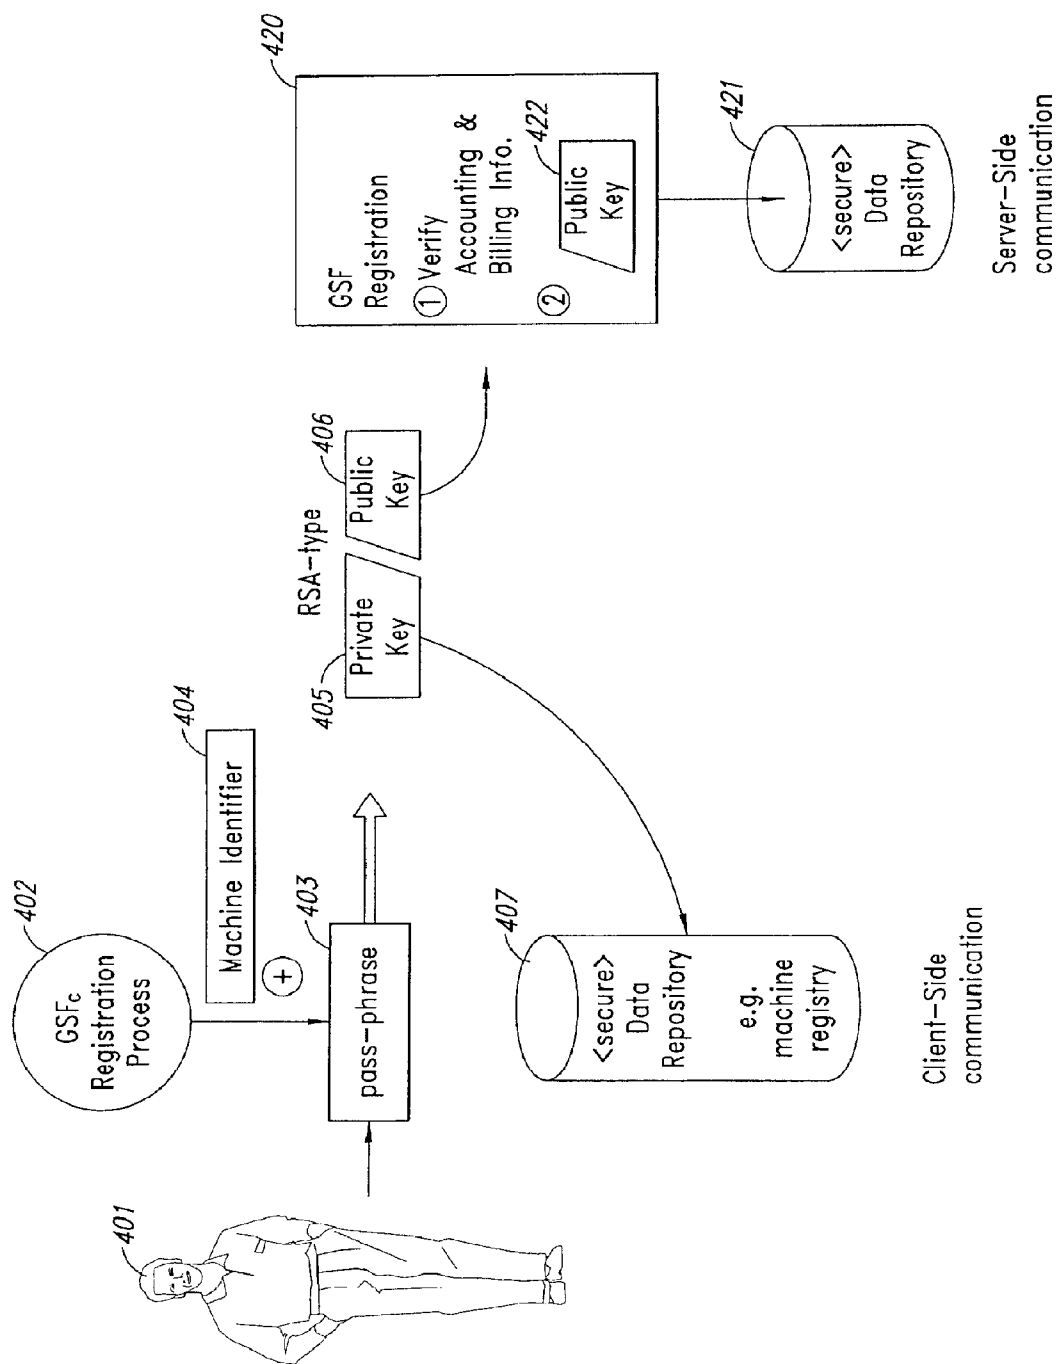 401
402
GSFc
Registration
Process
404
Machine Identifier
+
403
pass-phrase
RSA-type
405
Private
Key
406
Public
Key
407
<secure>
Data
Repository
e.g.
machine
registry
Client-Side
communication
420
GSF
Registration
1 Verify
Accounting &
Billing Info.
2
422
Public
Key
421
<secure>
Data
Repository
Server-Side
communication